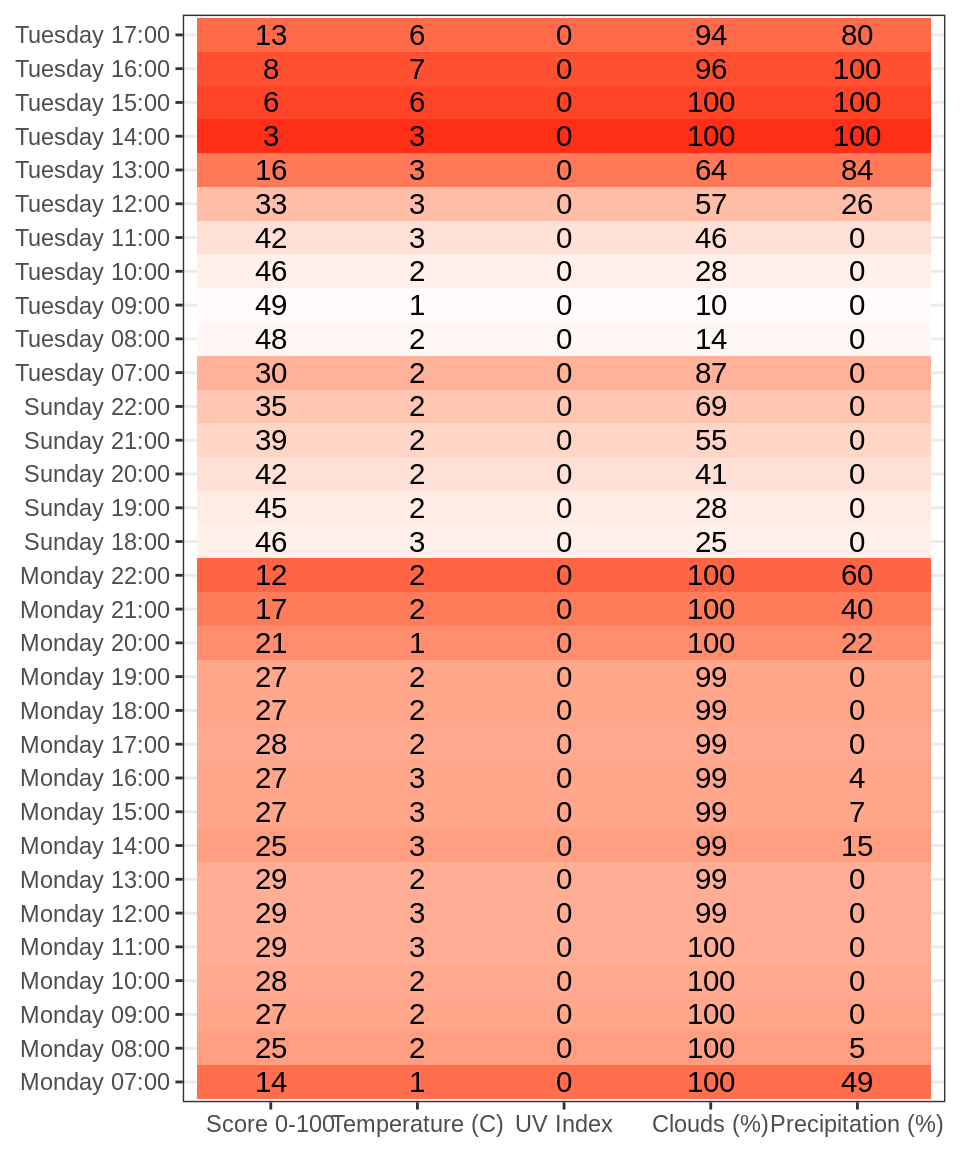 Tuesday 17:00 13 6 0 94 80
Tuesday 16:00 8 7 0 96 100
Tuesday 15:00 6 6 0 100 100
Tuesday 14:00 3 3 0 100 100
Tuesday 13:00 16 3 0 64 84
Tuesday 12:00 33 3 0 57 26
Tuesday 11:00 42 3 0 46 0
Tuesday 10:00 46 2 0 28 0
Tuesday 09:00 49 1 0 10 0
Tuesday 08:00 48 2 0 14 0
Tuesday 07:00 30 2 0 87 0
Sunday 22:00 35 2 0 69 0
Sunday 21:00 39 2 0 55 0
Sunday 20:00 42 2 0 41 0
Sunday 19:00 45 2 0 28 0
Sunday 18:00 46 3 0 25 0
Monday 22:00 12 2 0 100 60
Monday 21:00 17 2 0 100 40
Monday 20:00 21 1 0 100 22
Monday 19:00 27 2 0 99 0
Monday 18:00 27 2 0 99 0
Monday 17:00 28 2 0 99 0
Monday 16:00 27 3 0 99 4
Monday 15:00 27 3 0 99 7
Monday 14:00 25 3 0 99 15
Monday 13:00 29 2 0 99 0
Monday 12:00 29 3 0 99 0
Monday 11:00 29 3 0 100 0
Monday 10:00 28 2 0 100 0
Monday 09:00 27 2 0 100 0
Monday 08:00 25 2 0 100 5
Monday 07:00 14 1 0 100 49
Score 0-100 Temperature (C) UV Index Clouds (%) Precipitation (%)